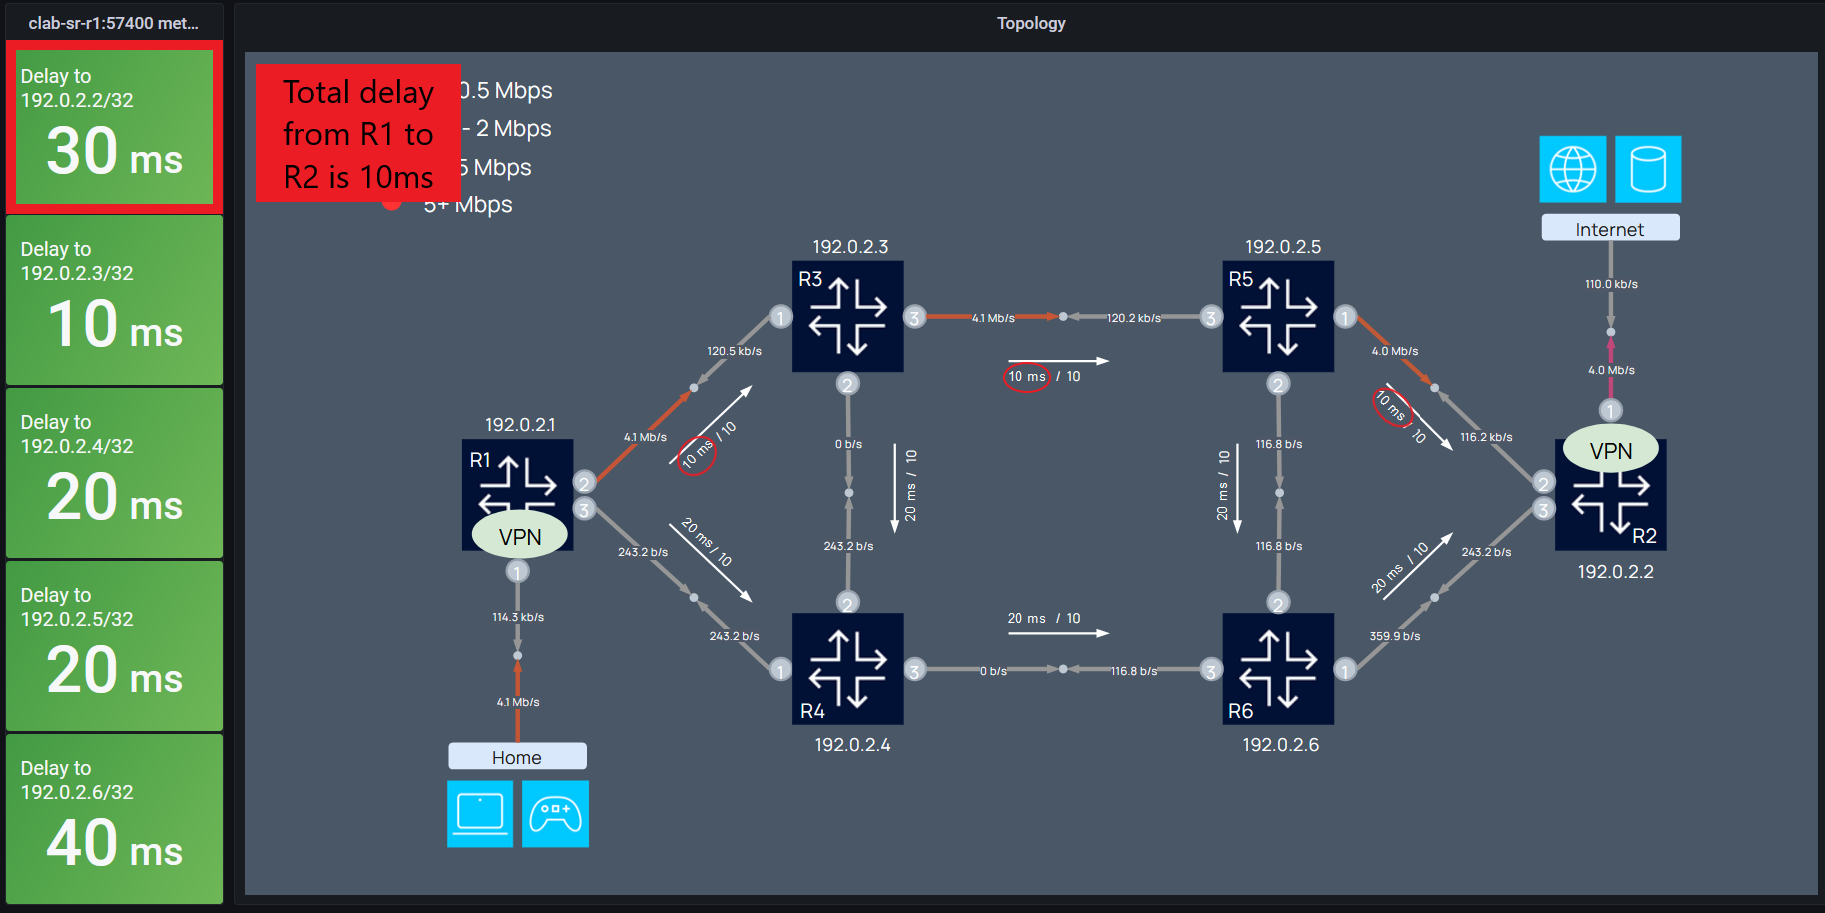 clab-sr-r1:57400 met...
Delay to
192.0.2.2/32
30 ms
Delay to
192.0.2.3/32
10 ms
Delay to
192.0.2.4/32
20 ms
Delay to
192.0.2.5/32
20 ms
Delay to
192.0.2.6/32
40 ms
Topology
Total delay
from R1 to
R2 is 10ms
0.5 Mbps
- 2 Mbps
5 Mbps
5+ Mbps
Internet
110.0 kb/s
4.0 Mb/s
1
VPN
2
3
R2
192.0.2.2
192.0.2.3
R3
1
3
2
192.0.2.5
R5
3
1
2
4.1 Mb/s
120.2 kb/s
10 ms / 10
120.5 kb/s
4.1 Mb/s
10 ms / 10
4.0 Mb/s
116.2 kb/s
10 ms / 10
192.0.2.1
R1
VPN
2
3
1
0 b/s
243.2 b/s
20 ms / 10
116.8 b/s
116.8 b/s
20 ms / 10
243.2 b/s
243.2 b/s
20 ms / 10
243.2 b/s
359.9 b/s
20 ms / 10
2
1
3
R4
192.0.2.4
20 ms / 10
0 b/s
116.8 b/s
2
3
1
R6
192.0.2.6
114.3 kb/s
4.1 Mb/s
Home